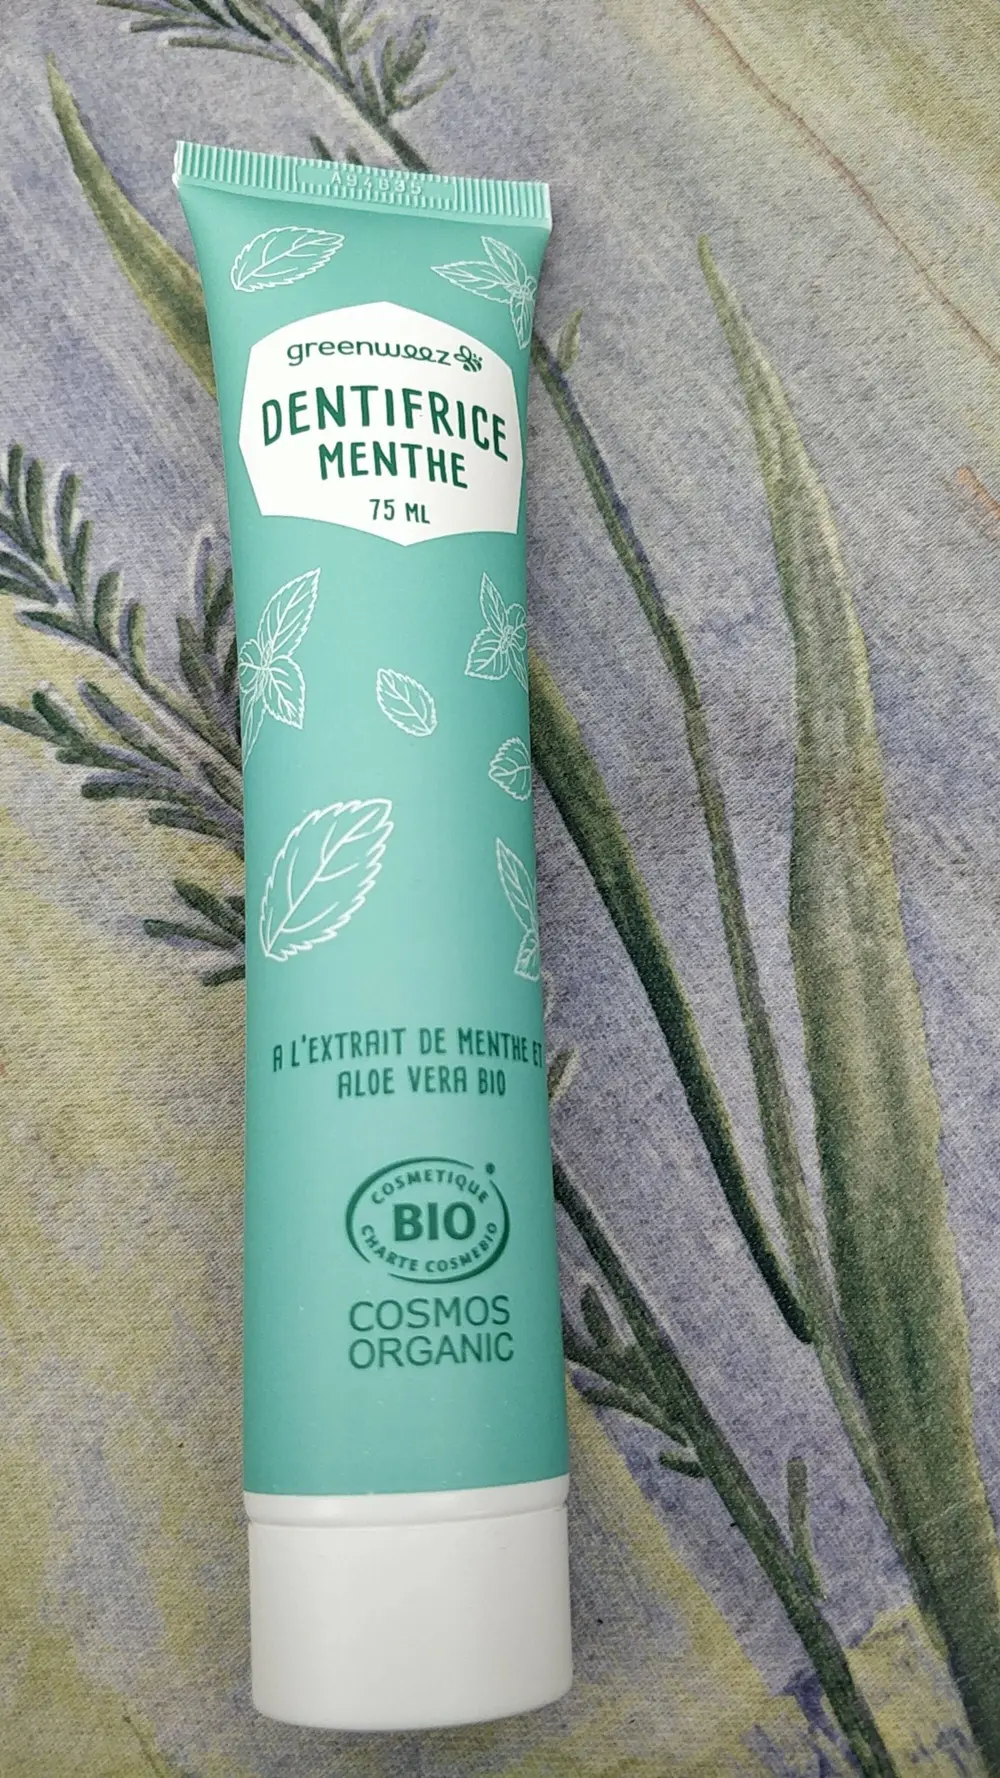 A94635
greenweez
DENTIFRICE
MENTHE
75 ML
A L'EXTRAIT DE MENTHE ET
ALOE VERA BIO
COSMETIQUE
BIO
CHARTE COSMEBIO
COSMOS
ORGANIC